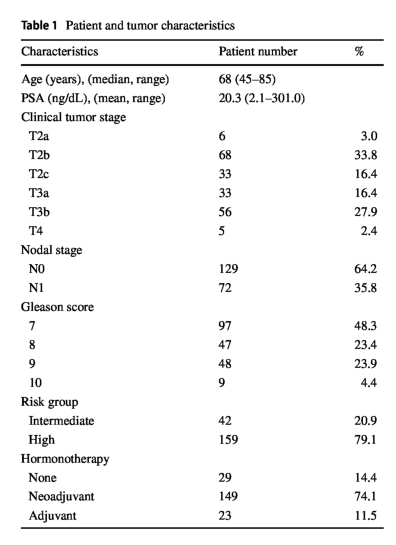 Table 1 Patient and tumor characteristics
Characteristics Patient number %
Age (years), (median, range) 68 (45–85)
PSA (ng/dL), (mean, range) 20.3 (2.1–301.0)
Clinical tumor stage
T2a 6 3.0
T2b 68 33.8
T2c 33 16.4
T3a 33 16.4
T3b 56 27.9
T4 5 2.4
Nodal stage
N0 129 64.2
N1 72 35.8
Gleason score
7 97 48.3
8 47 23.4
9 48 23.9
10 9 4.4
Risk group
Intermediate 42 20.9
High 159 79.1
Hormonotherapy
None 29 14.4
Neoadjuvant 149 74.1
Adjuvant 23 11.5